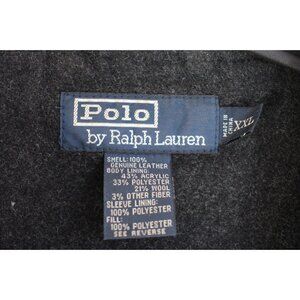 Polo
by Ralph Lauren
MADE IN
CHINA
XXL
SHELL: 100%
GENUINE LEATHER
BODY LINING:
43% ACRYLIC
33% POLYESTER
21% WOOL
3% OTHER FIBER
SLEEVE LINING:
100% POLYESTER
FILL:
100% POLYESTER
SEE REVERSE